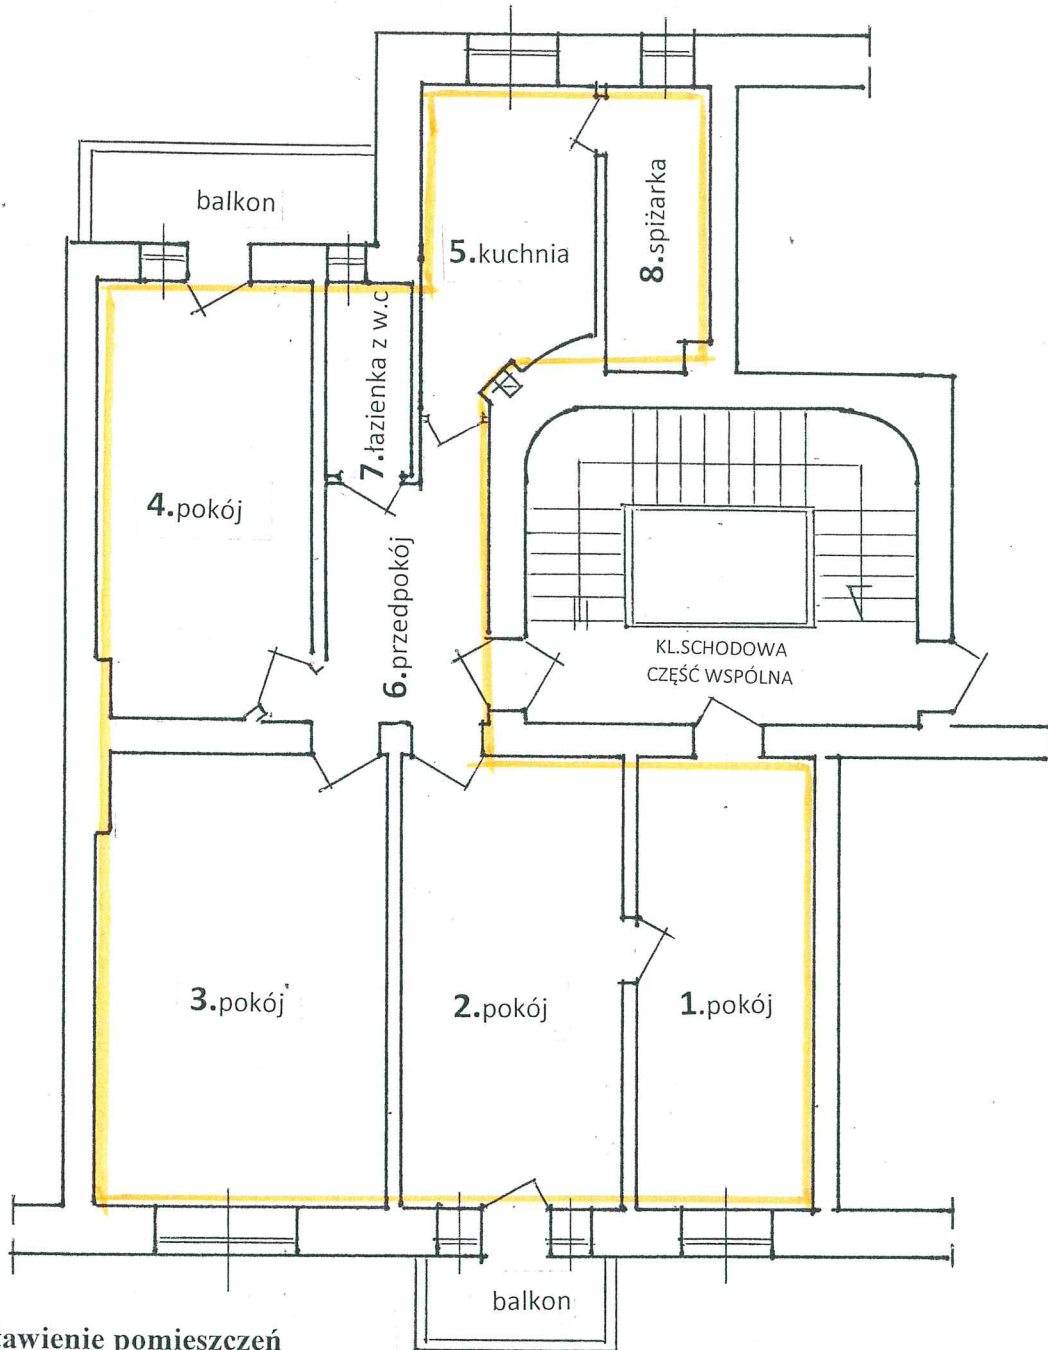 balkon
5.kuchnia
8.spiżarka
7.łazienka z w.c
4.pokój
6.przedpokój
KL.SCHODOWA
CZĘŚĆ WSPÓLNA
3.pokój
2.pokój
1.pokój
balkon
tawienie pomieszczeń